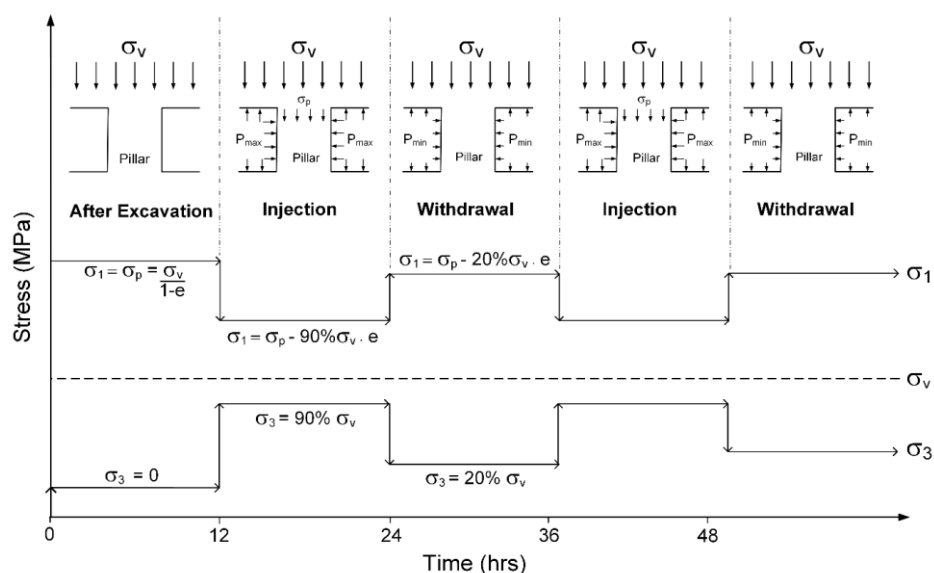 σv
σv
σv
σv
σv
σp
σp
Pmax
Pmax
Pmin
Pmin
Pmax
Pmax
Pmin
Pmin
Pillar
Pillar
Pillar
Pillar
Pillar
After Excavation
Injection
Withdrawal
Injection
Withdrawal
Stress (MPa)
σ1 = σp = σv
1-e
σ1 = σp - 20%σv . e
σ1
σ1 = σp - 90%σv . e
σv
σ3 = 90% σv
σ3
σ3 = 0
σ3 = 20% σv
0
12
24
36
48
Time (hrs)